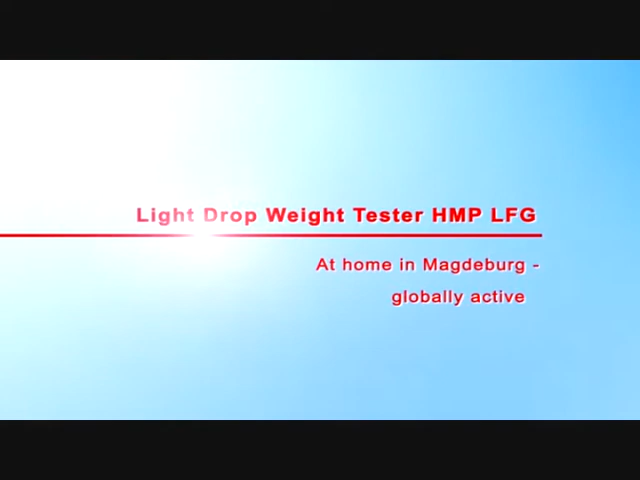 Light Drop Weight Tester HMP LFG
At home in Magdeburg -
globally active